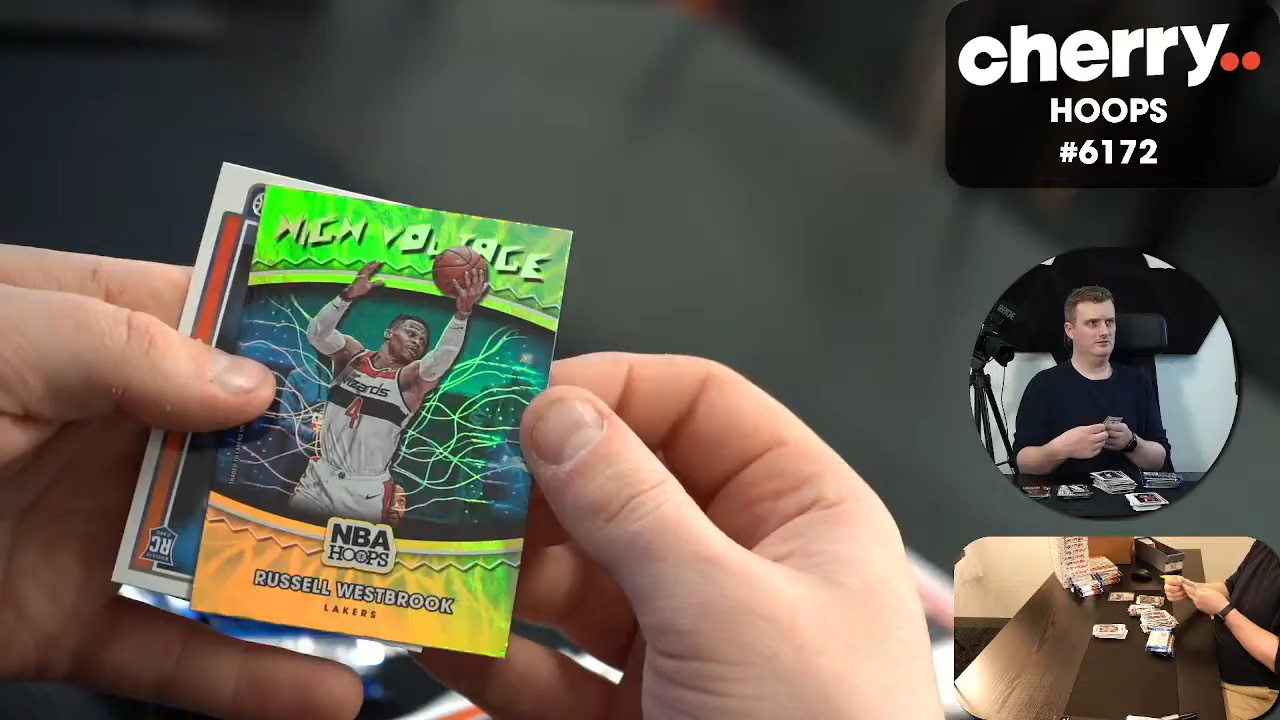 cherry..
HOOPS
#6172
HIGH VOLTAGE
Wizards
4
NBA
HOOPS
RUSSELL WESTBROOK
LAKERS
RC